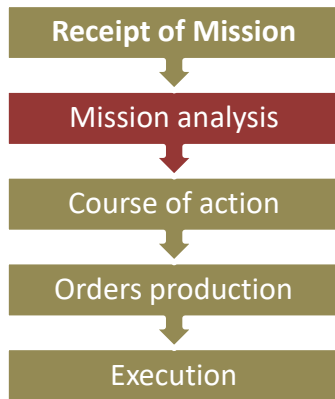 Receipt of Mission
Mission analysis
Course of action
Orders production
Execution